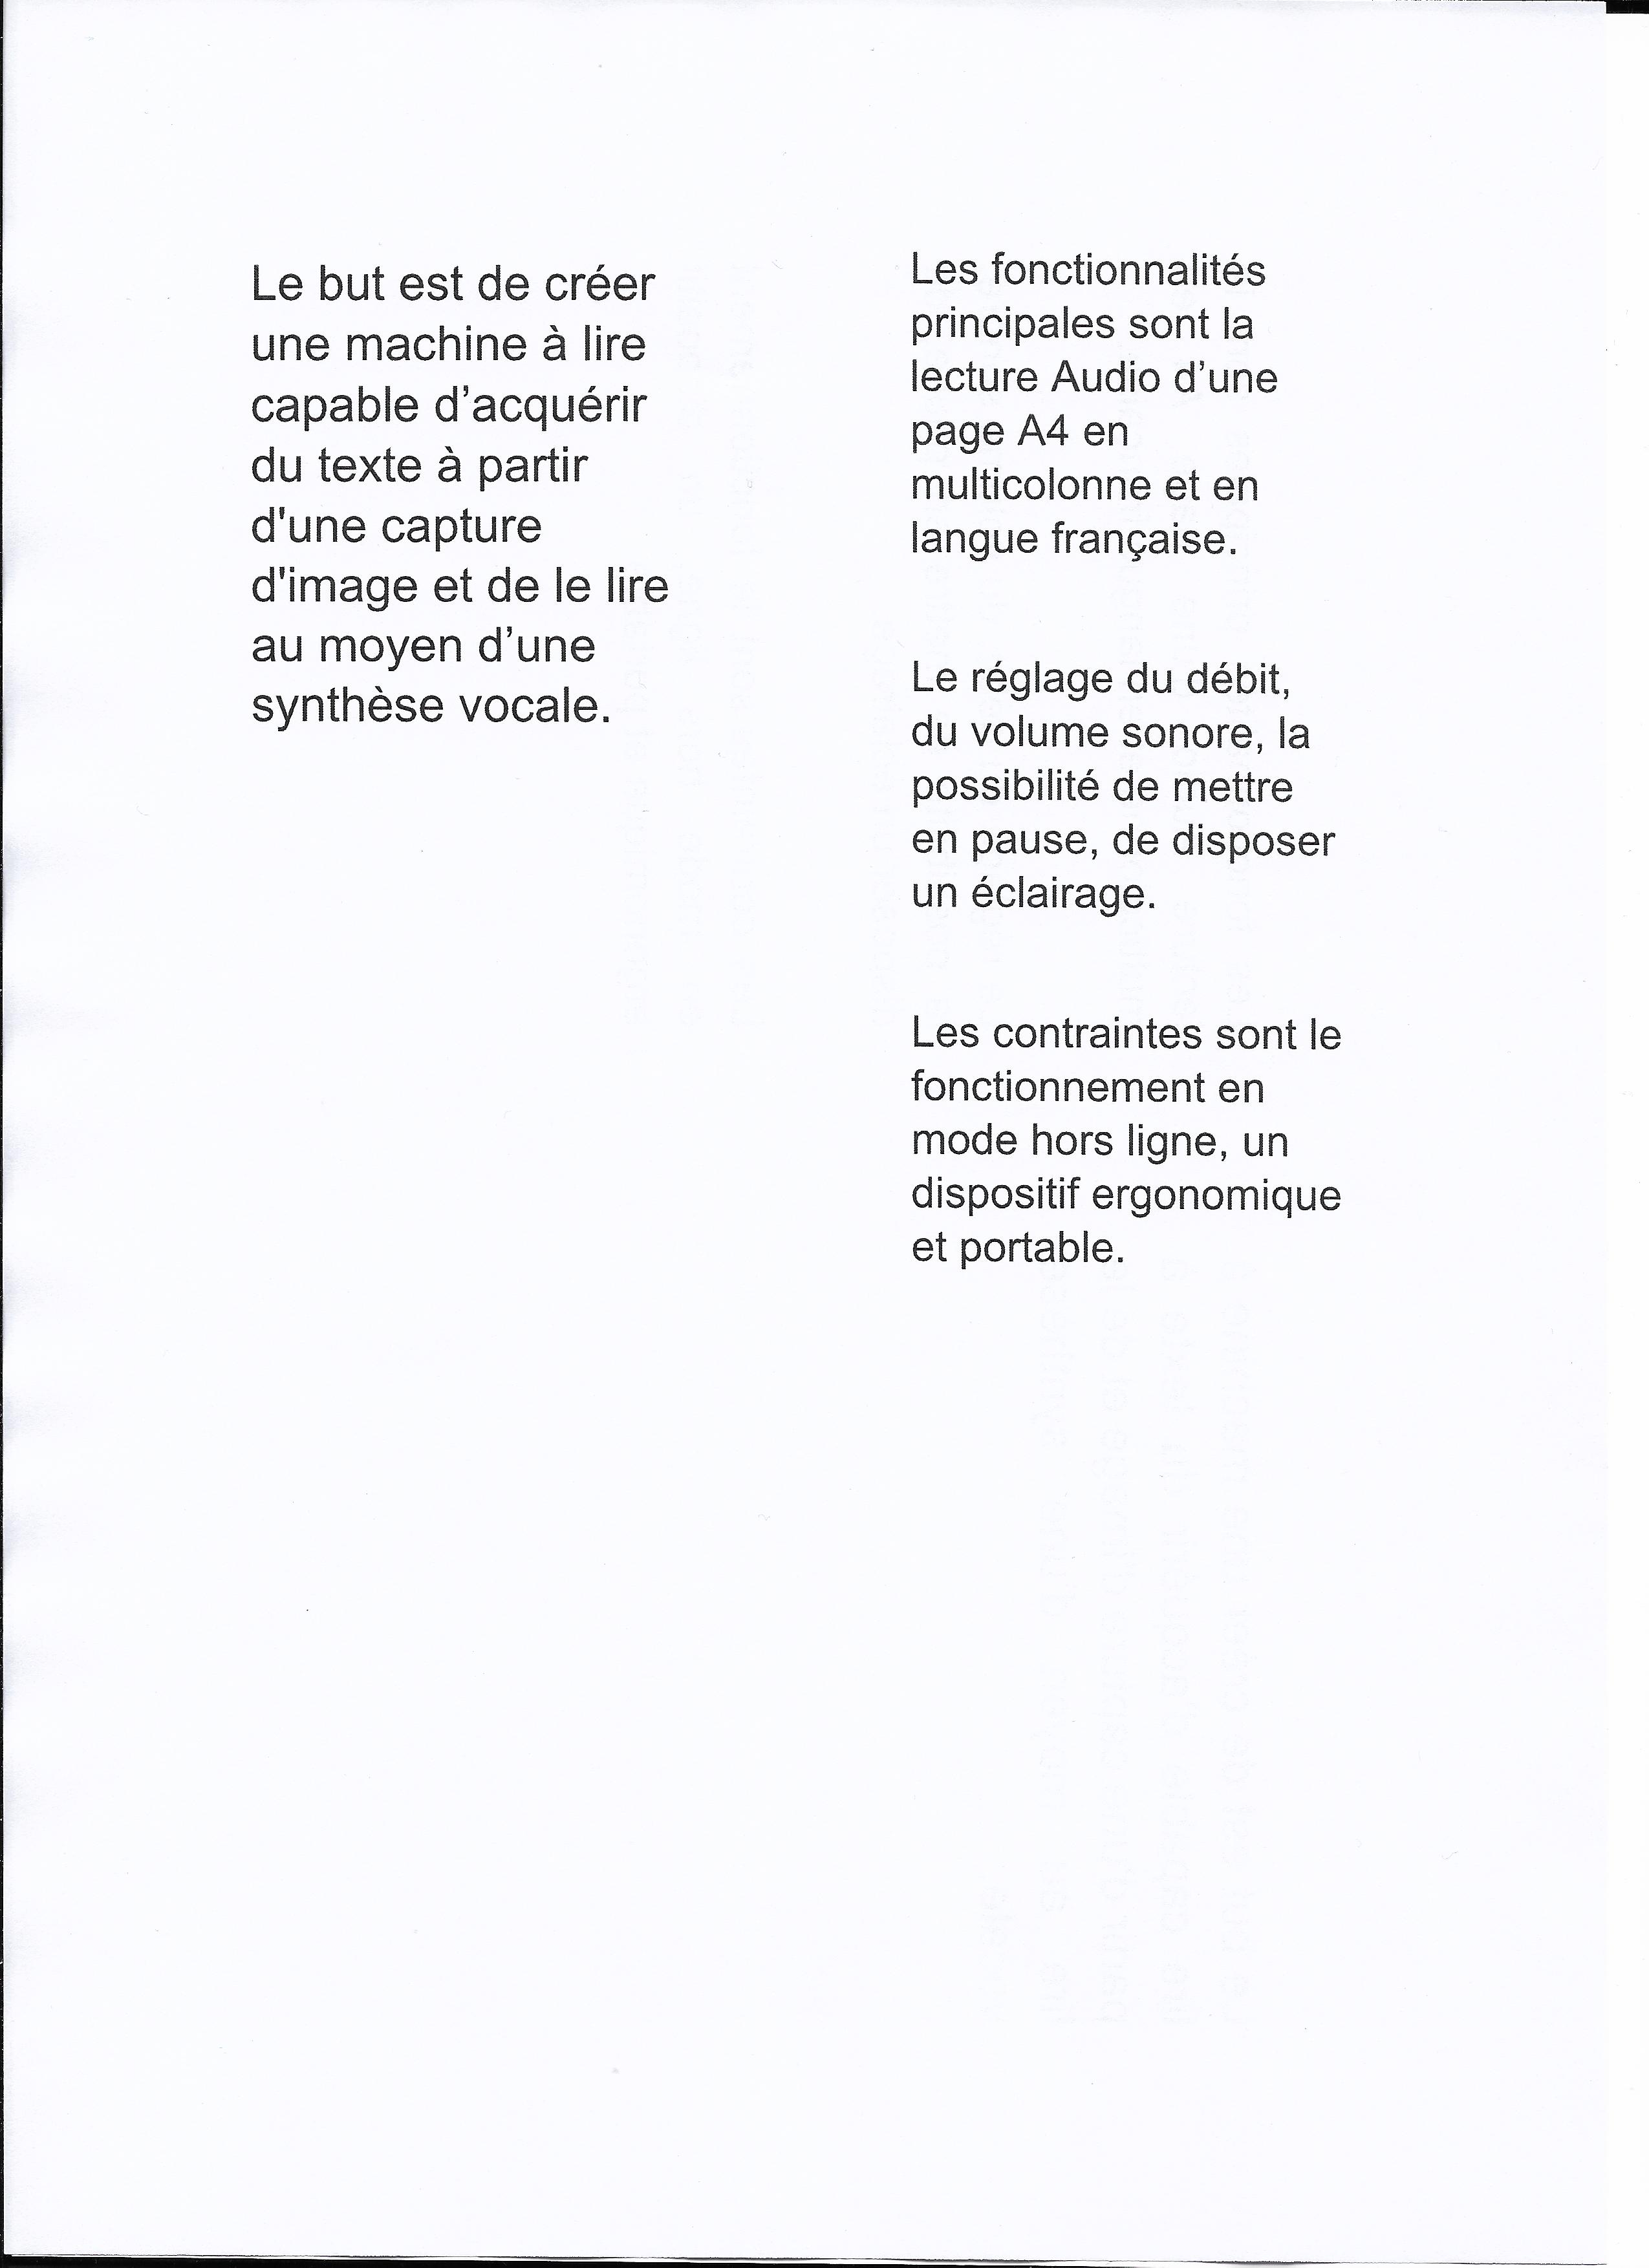 Le but est de créer
une machine à lire
capable d’acquérir
du texte à partir
d'une capture
d'image et de le lire
au moyen d’une
synthèse vocale.
Les fonctionnalités
principales sont la
lecture Audio d’une
page A4 en
multicolonne et en
langue française.
Le réglage du débit,
du volume sonore, la
possibilité de mettre
en pause, de disposer
un éclairage.
Les contraintes sont le
fonctionnement en
mode hors ligne, un
dispositif ergonomique
et portable.